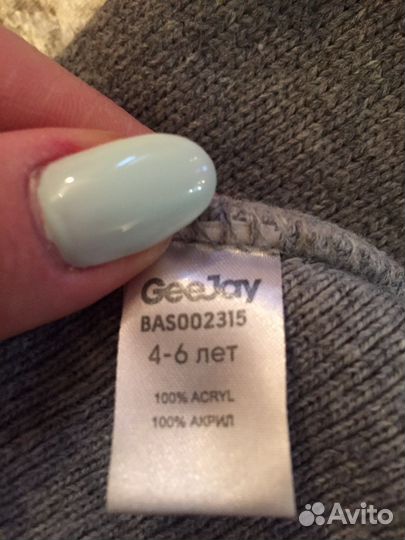 GeeJay
BAS002315
4-6 лет
100% ACRYL
100% АКРИЛ
Avito